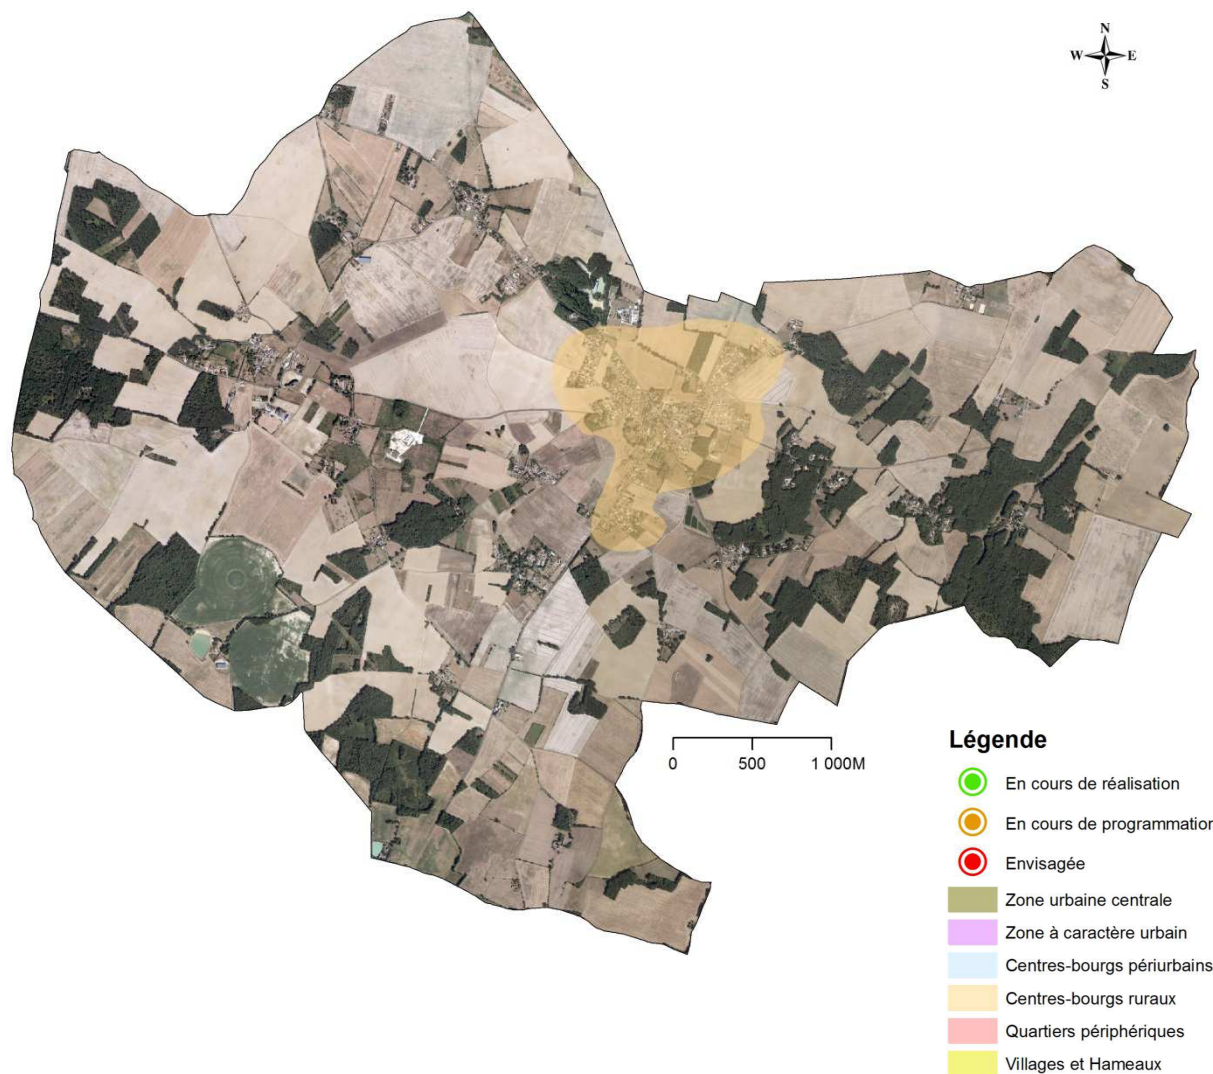 N
W E
S
0 500 1 000M
Légende
En cours de réalisation
En cours de programmation
Envisagée
Zone urbaine centrale
Zone à caractère urbain
Centres-bourgs périurbains
Centres-bourgs ruraux
Quartiers périphériques
Villages et Hameaux